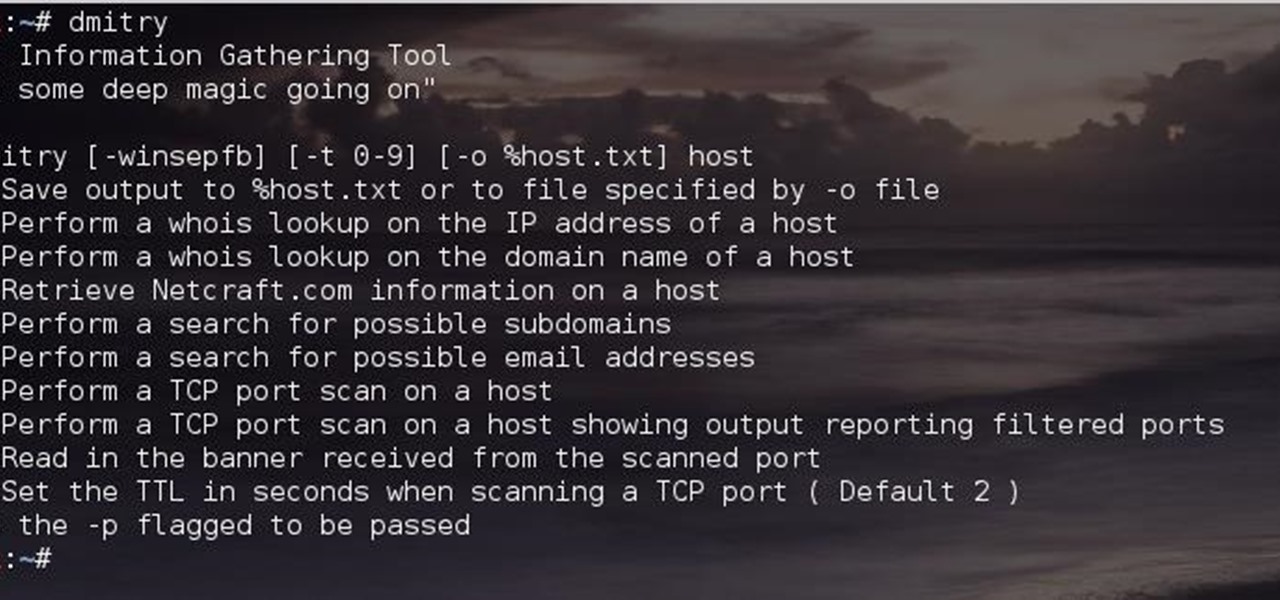 :~# dmitry
Information Gathering Tool
some deep magic going on"
itry [-winsepfb] [-t 0-9] [-o %host.txt] host
Save output to %host.txt or to file specified by -o file
Perform a whois lookup on the IP address of a host
Perform a whois lookup on the domain name of a host
Retrieve Netcraft.com information on a host
Perform a search for possible subdomains
Perform a search for possible email addresses
Perform a TCP port scan on a host
Perform a TCP port scan on a host showing output reporting filtered ports
Read in the banner received from the scanned port
Set the TTL in seconds when scanning a TCP port ( Default 2 )
the -p flagged to be passed
:~#